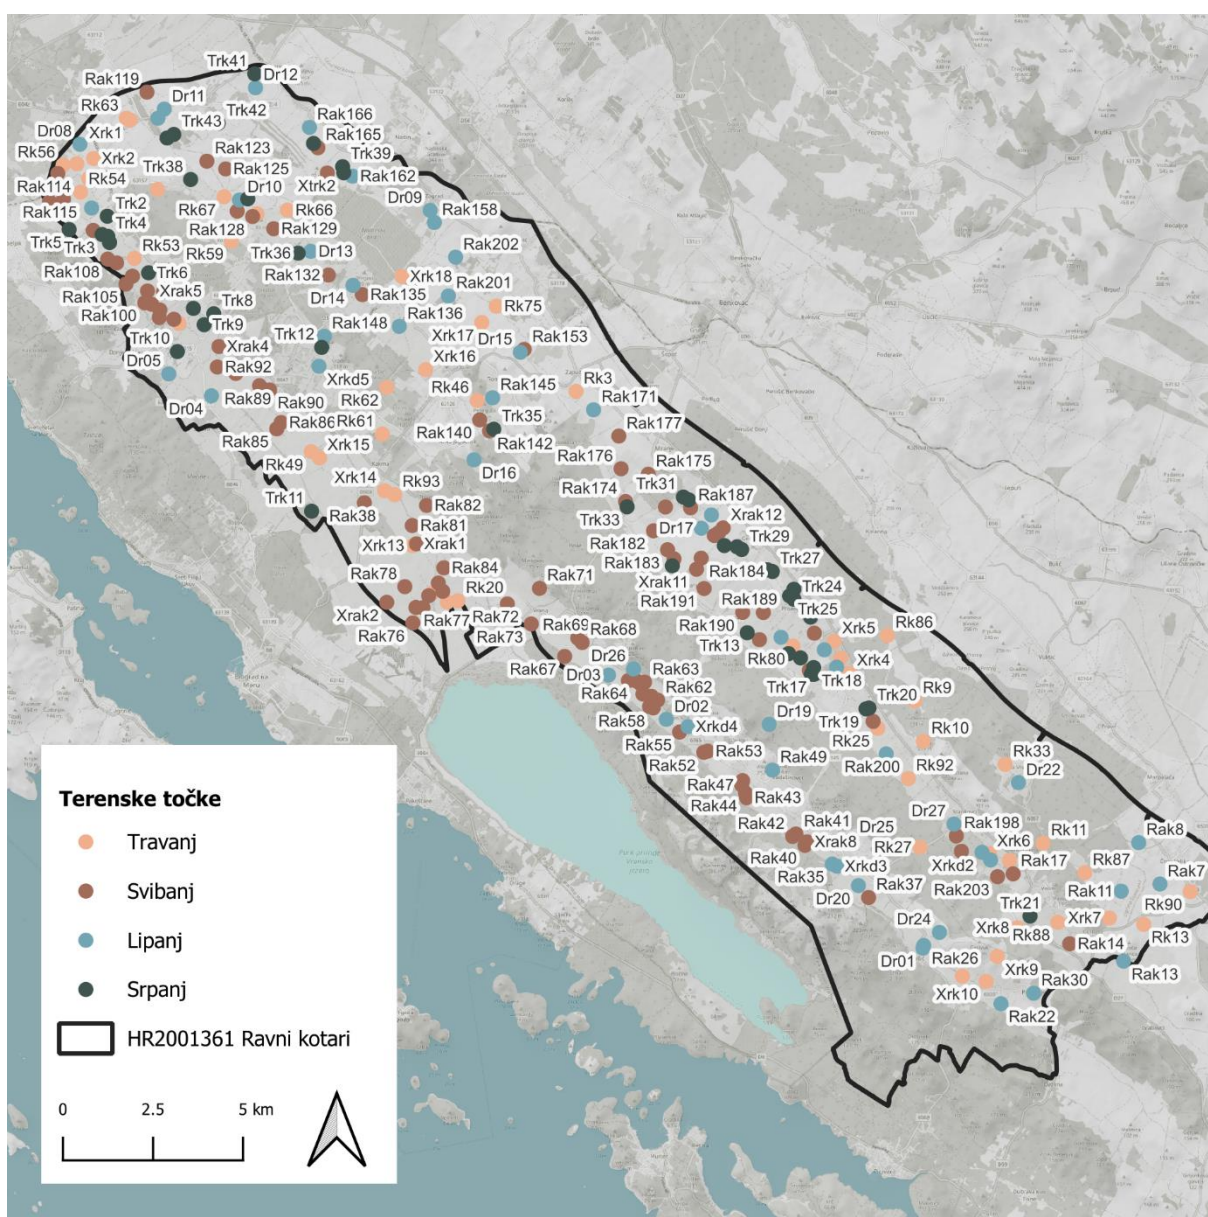 Trk41
Dr12
Rak119
Dr11
Trk42
Rk63
Trk43
Rak166
Dr08
Xrk1
Rak165
Rk56
Xrk2
Trk38
Rak123
Trk39
Rak125
Rak114
Rk54
Dr10
Xtrk2
Rak162
Rak115
Trk2
Rk67
Rk66
Dr09
Rak158
Trk4
Rak128
Rak129
Trk5
Trk3
Rk53
Rk59
Trk36
Dr13
Rak202
Rak108
Trk6
Rak132
Xrk18
Rak105
Xrak5
Dr14
Rak135
Rak201
Rak100
Trk8
Rak136
Rk75
Trk9
Trk12
Rak148
Xrk17
Dr15
Rak153
Trk10
Xrak4
Xrk16
Dr05
Rak92
Xrkd5
Rk46
Rak145
Rk3
Dr04
Rak89
Rak90
Rk62
Rak171
Rak86
Rk61
Trk35
Rak85
Rak140
Rak142
Rak177
Rk49
Xrk15
Dr16
Rak176
Rak175
Xrk14
Rk93
Trk31
Trk11
Rak38
Rak82
Rak174
Rak187
Rak81
Trk33
Xrak12
Xrk13
Xrak1
Dr17
Trk29
Rak182
Rak84
Rak183
Trk27
Rak78
Rk20
Rak71
Xrak11
Rak184
Trk24
Xrak2
Rak77
Rak72
Rak191
Rak189
Trk25
Rak76
Rak73
Rak69
Rak68
Rak190
Xrk5
Rk86
Rak67
Dr26
Trk13
Rk80
Xrk4
Dr03
Rak63
Trk18
Rak64
Rak62
Trk17
Trk20
Rk9
Rak58
Dr02
Dr19
Trk19
Xrkd4
Rk25
Rk10
Rak55
Rak53
Rak52
Rak49
Rak200
Rk92
Rk33
Dr22
Rak47
Rak43
Rak44
Dr27
Rak42
Rak41
Dr25
Rak198
Xrak8
Rk27
Xrk6
Rk11
Rak8
Rak40
Xrkd3
Xrkd2
Rak17
Rk87
Rak7
Rak35
Rak37
Rak203
Rak11
Dr20
Trk21
Rk90
Dr24
Xrk8
Rk88
Xrk7
Rk13
Dr01
Rak26
Rak14
Xrk9
Rak13
Xrk10
Rak30
Rak22
Terenske točke
Travanj
Svibanj
Lipanj
Srpanj
HR2001361 Ravni kotari
0 2.5 5 km